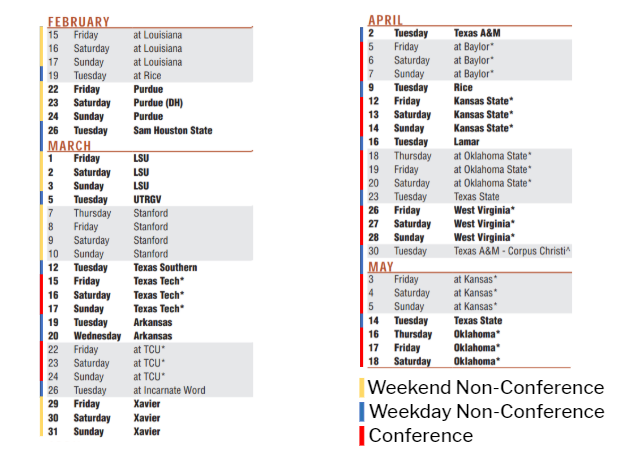 FEBRUARY
15 Friday at Louisiana
16 Saturday at Louisiana
17 Sunday at Louisiana
19 Tuesday at Rice
22 Friday Purdue
23 Saturday Purdue (DH)
24 Sunday Purdue
26 Tuesday Sam Houston State
MARCH
1 Friday LSU
2 Saturday LSU
3 Sunday LSU
5 Tuesday UTRGV
7 Thursday Stanford
8 Friday Stanford
9 Saturday Stanford
10 Sunday Stanford
12 Tuesday Texas Southern
15 Friday Texas Tech*
16 Saturday Texas Tech*
17 Sunday Texas Tech*
19 Tuesday Arkansas
20 Wednesday Arkansas
22 Friday at TCU*
23 Saturday at TCU*
24 Sunday at TCU*
26 Tuesday at Incarnate Word
29 Friday Xavier
30 Saturday Xavier
31 Sunday Xavier
APRIL
2 Tuesday Texas A&M
5 Friday at Baylor*
6 Saturday at Baylor*
7 Sunday at Baylor*
9 Tuesday Rice
12 Friday Kansas State*
13 Saturday Kansas State*
14 Sunday Kansas State*
16 Tuesday Lamar
18 Thursday at Oklahoma State*
19 Friday at Oklahoma State*
20 Saturday at Oklahoma State*
23 Tuesday Texas State
26 Friday West Virginia*
27 Saturday West Virginia*
28 Sunday West Virginia*
30 Tuesday Texas A&M - Corpus Christi^
MAY
3 Friday at Kansas*
4 Saturday at Kansas*
5 Sunday at Kansas*
14 Tuesday Texas State
16 Thursday Oklahoma*
17 Friday Oklahoma*
18 Saturday Oklahoma*
Weekend Non-Conference
Weekday Non-Conference
Conference